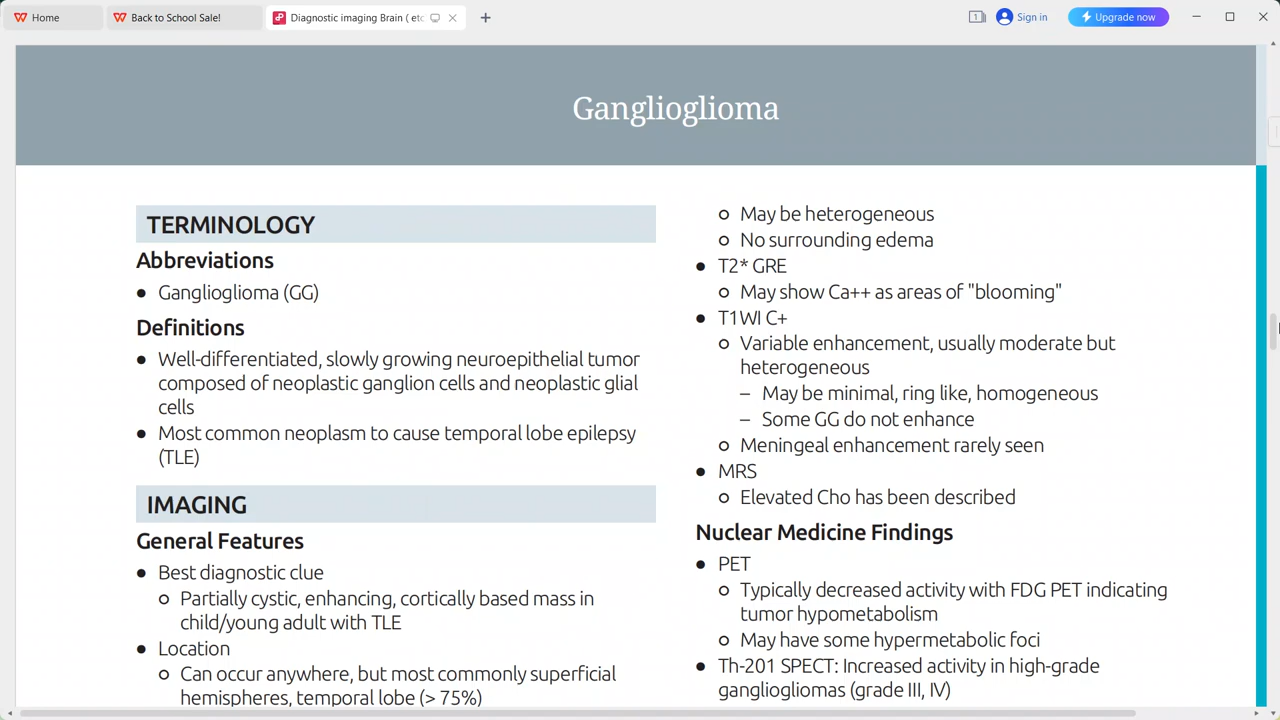 Home
Back to School Sale!
Diagnostic imaging Brain ( etc
1
Sign in
Upgrade now
Ganglioglioma
TERMINOLOGY
Abbreviations
● Ganglioglioma (GG)
Definitions
● Well-differentiated, slowly growing neuroepithelial tumor
composed of neoplastic ganglion cells and neoplastic glial
cells
● Most common neoplasm to cause temporal lobe epilepsy
(TLE)
IMAGING
General Features
● Best diagnostic clue
○ Partially cystic, enhancing, cortically based mass in
child/young adult with TLE
● Location
○ Can occur anywhere, but most commonly superficial
hemispheres, temporal lobe (> 75%)
○ May be heterogeneous
○ No surrounding edema
● T2* GRE
○ May show Ca++ as areas of "blooming"
● T1WI C+
○ Variable enhancement, usually moderate but
heterogeneous
– May be minimal, ring like, homogeneous
– Some GG do not enhance
○ Meningeal enhancement rarely seen
● MRS
○ Elevated Cho has been described
Nuclear Medicine Findings
● PET
○ Typically decreased activity with FDG PET indicating
tumor hypometabolism
○ May have some hypermetabolic foci
● Th-201 SPECT: Increased activity in high-grade
gangliogliomas (grade III, IV)